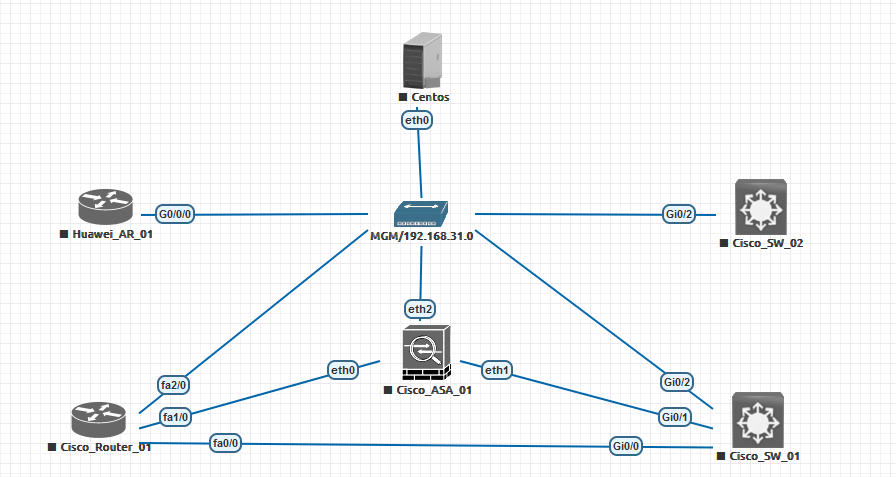 Centos
eth0
G0/0/0
Huawei_AR_01
MGM/192.168.31.0
Gi0/2
Cisco_SW_02
eth2
fa2/0
eth0
Cisco_ASA_01
eth1
Gi0/2
fa1/0
Gi0/1
Cisco_Router_01
fa0/0
Gi0/0
Cisco_SW_01